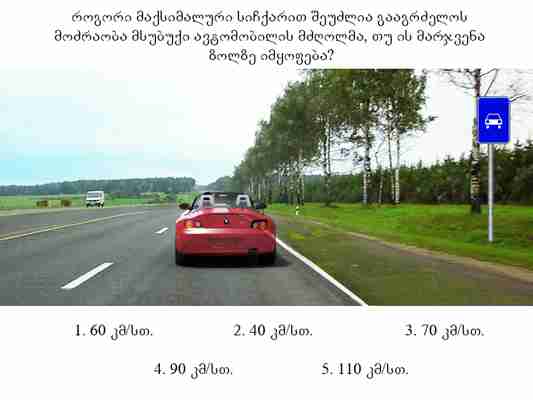 როგორი მაქსიმალური სიჩქარით შეუძლია გააგრძელოს
მოძრაობა მსუბუქი ავტომობილის მძღოლმა, თუ ის მარჯვენა
ზოლზე იმყოფება?
1. 60 კმ/სთ.
2. 40 კმ/სთ.
3. 70 კმ/სთ.
4. 90 კმ/სთ.
5. 110 კმ/სთ.